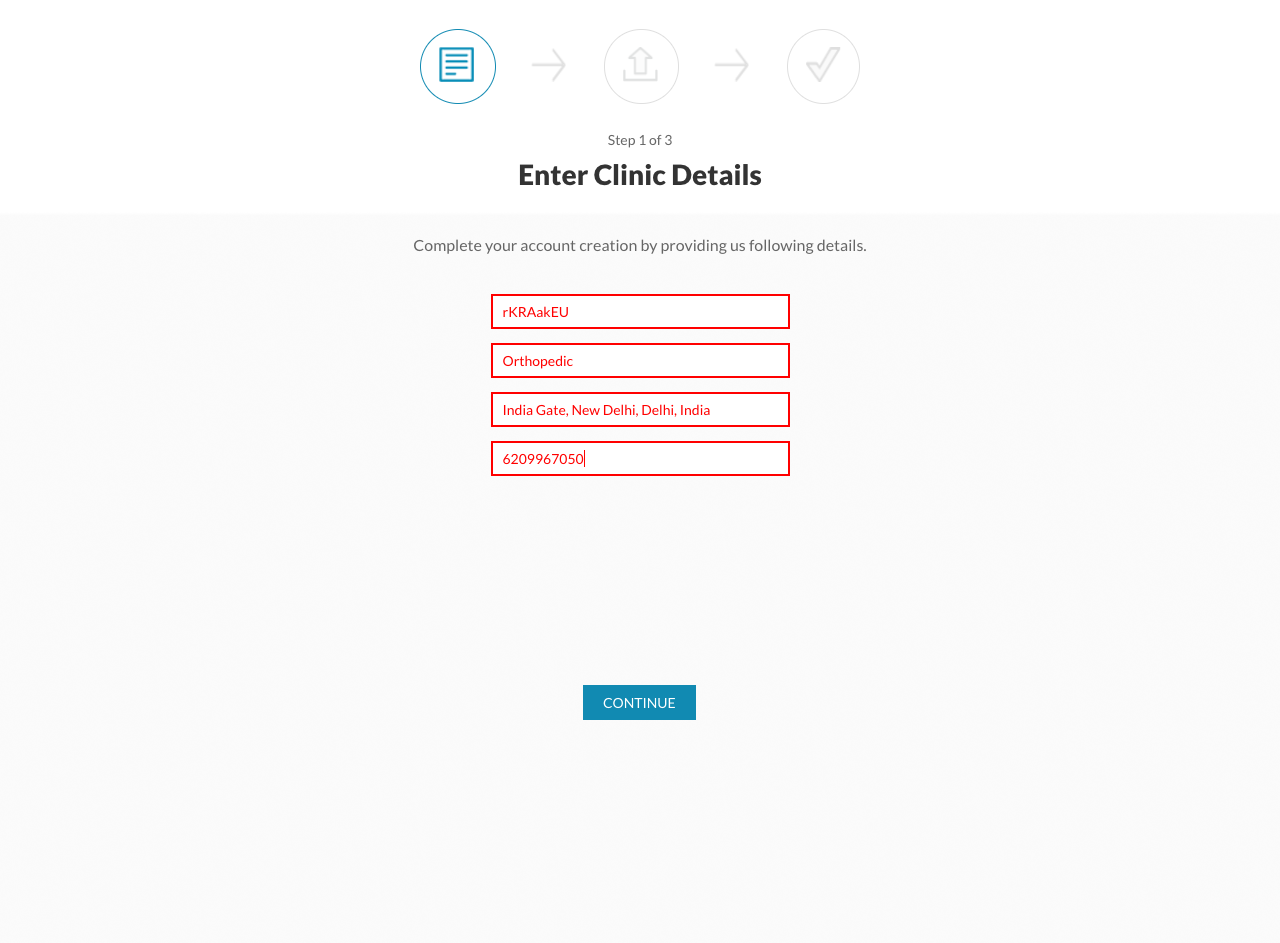 Step 1 of 3
Enter Clinic Details
Complete your account creation by providing us following details.
rKRAakEU
Orthopedic
India Gate, New Delhi, Delhi, India
6209967050
CONTINUE